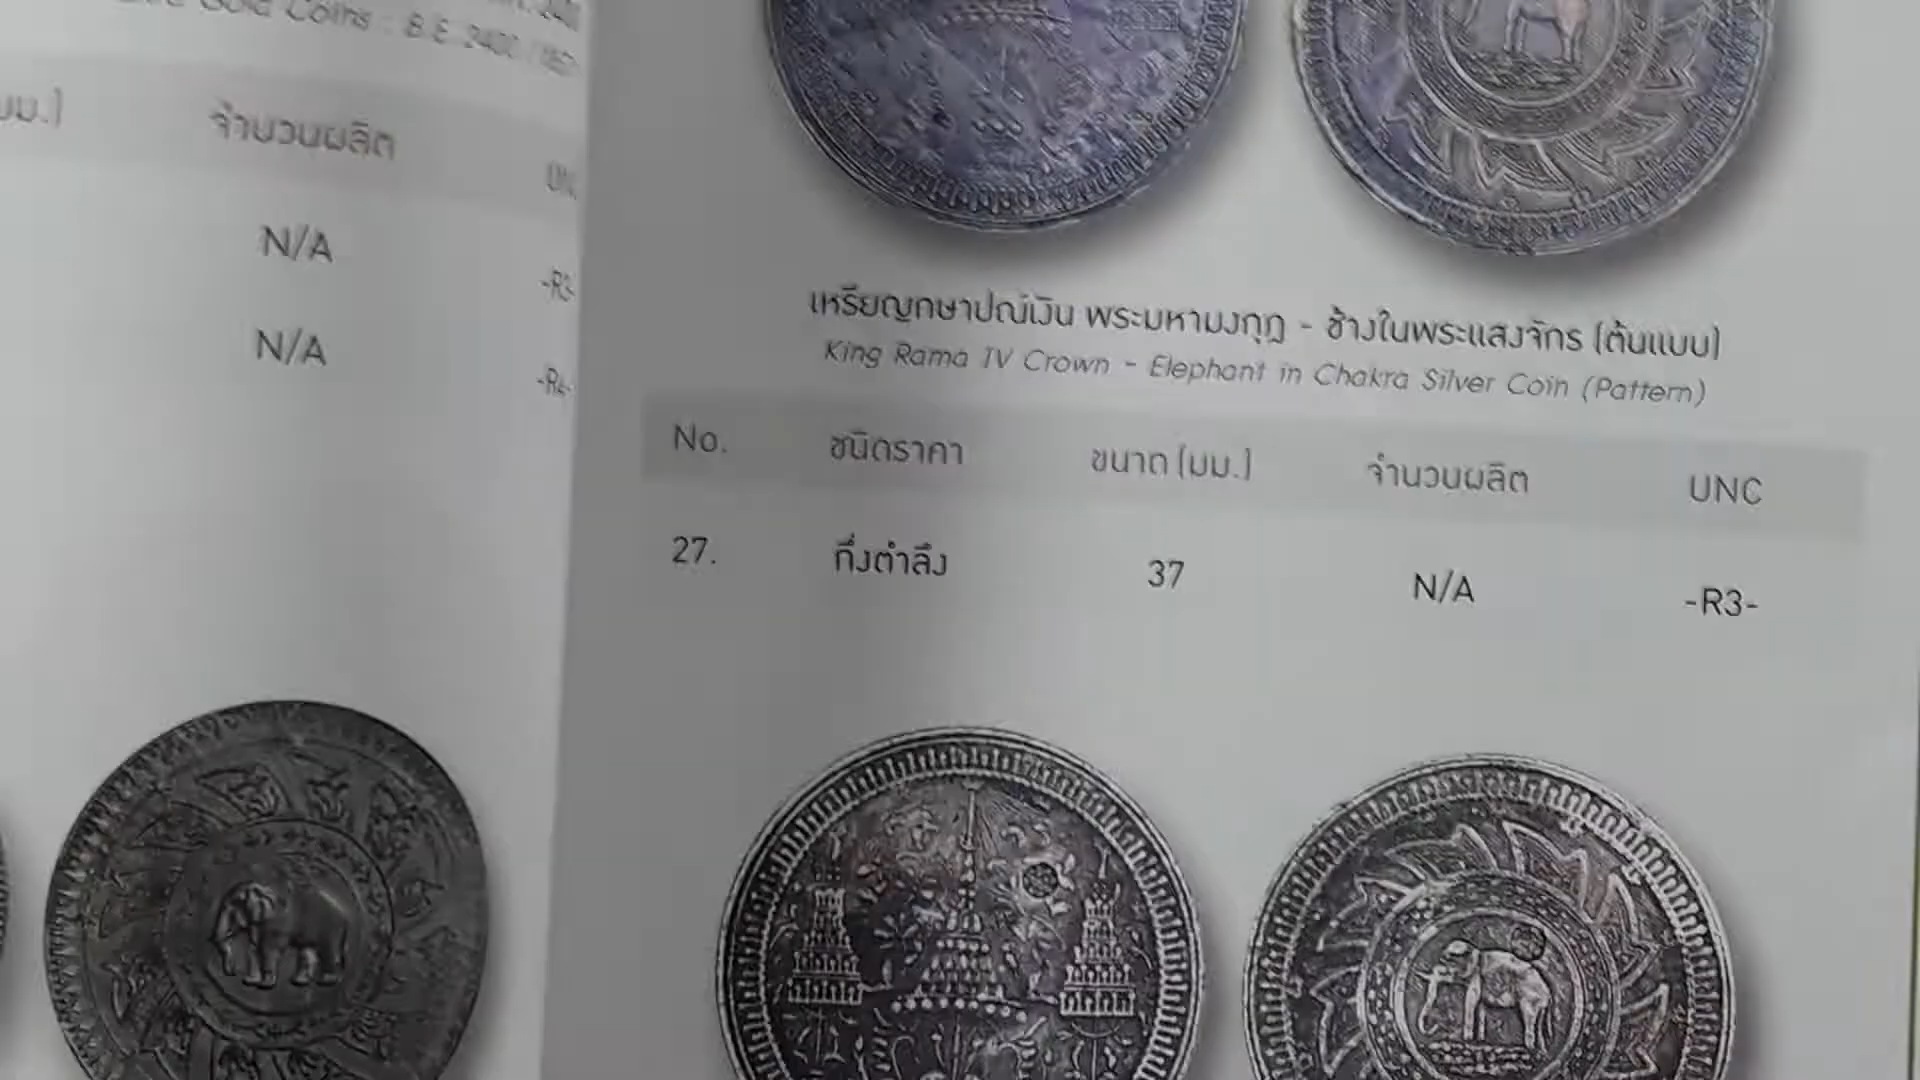 Gold Coins : B.E. 2400
มม.)
จำนวนผลิต
N/A
N/A
เหรียญกษาปณ์เงิน พระมหามงกุฎ - ช้างในพระแสงจักร (ต้นแบบ)
King Rama IV Crown - Elephant in Chakra Silver Coin (Pattern)
No. ชนิดราคา ขนาด (มม.) จำนวนผลิต UNC
27. กึ่งตำลึง 37 N/A -R3-